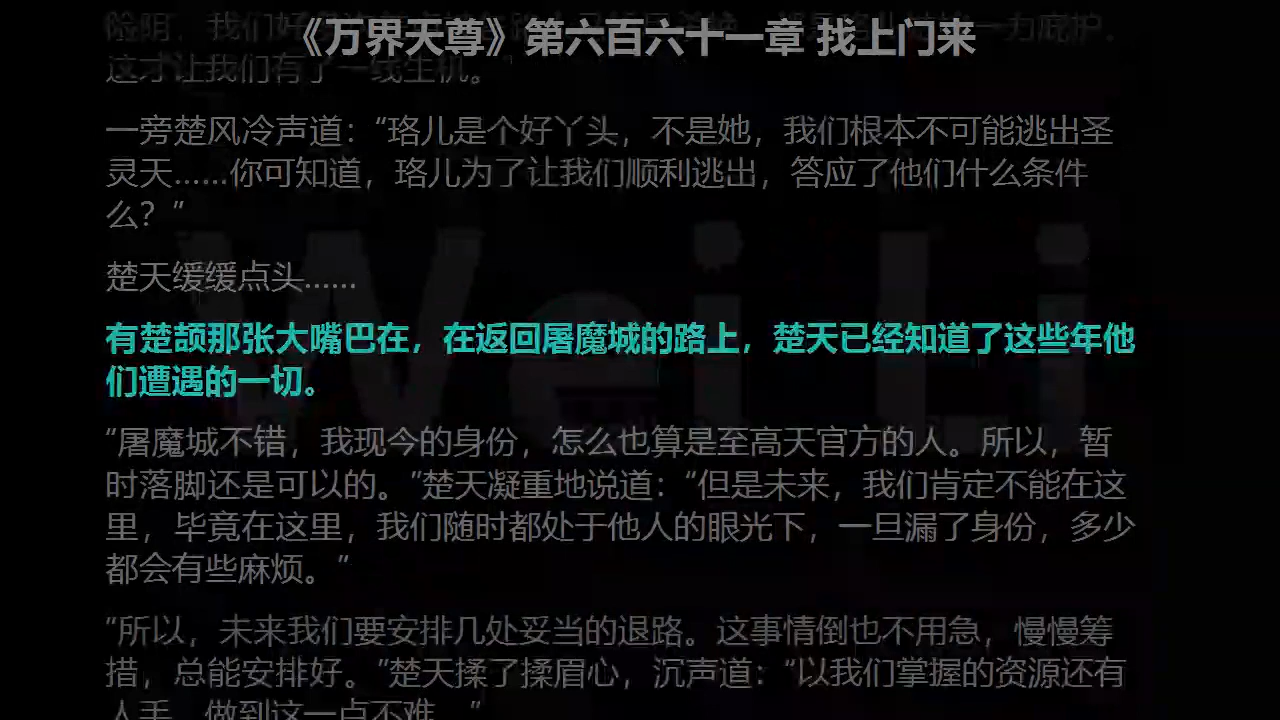 《万界天尊》第六百六十一章 找上门来
这才让我们有了一线生机。
一旁楚风冷声道：“珞儿是个好丫头，不是她，我们根本不可能逃出圣
灵天……你可知道，珞儿为了让我们顺利逃出，答应了他们什么条件
么？”
楚天缓缓点头……
有楚颉那张大嘴巴在，在返回屠魔城的路上，楚天已经知道了这些年他
们遭遇的一切。
“屠魔城不错，我现今的身份，怎么也算是至高天官方的人。所以，暂
时落脚还是可以的。”楚天凝重地说道：“但是未来，我们肯定不能在这
里，毕竟在这里，我们随时都处于他人的眼光下，一旦漏了身份，多少
都会有些麻烦。”
“所以，未来我们要安排几处妥当的退路。这事情倒也不用急，慢慢筹
措，总能安排好。”楚天揉了揉眉心，沉声道：“以我们掌握的资源还有
人手，做到这一点不难。”
Wei Li